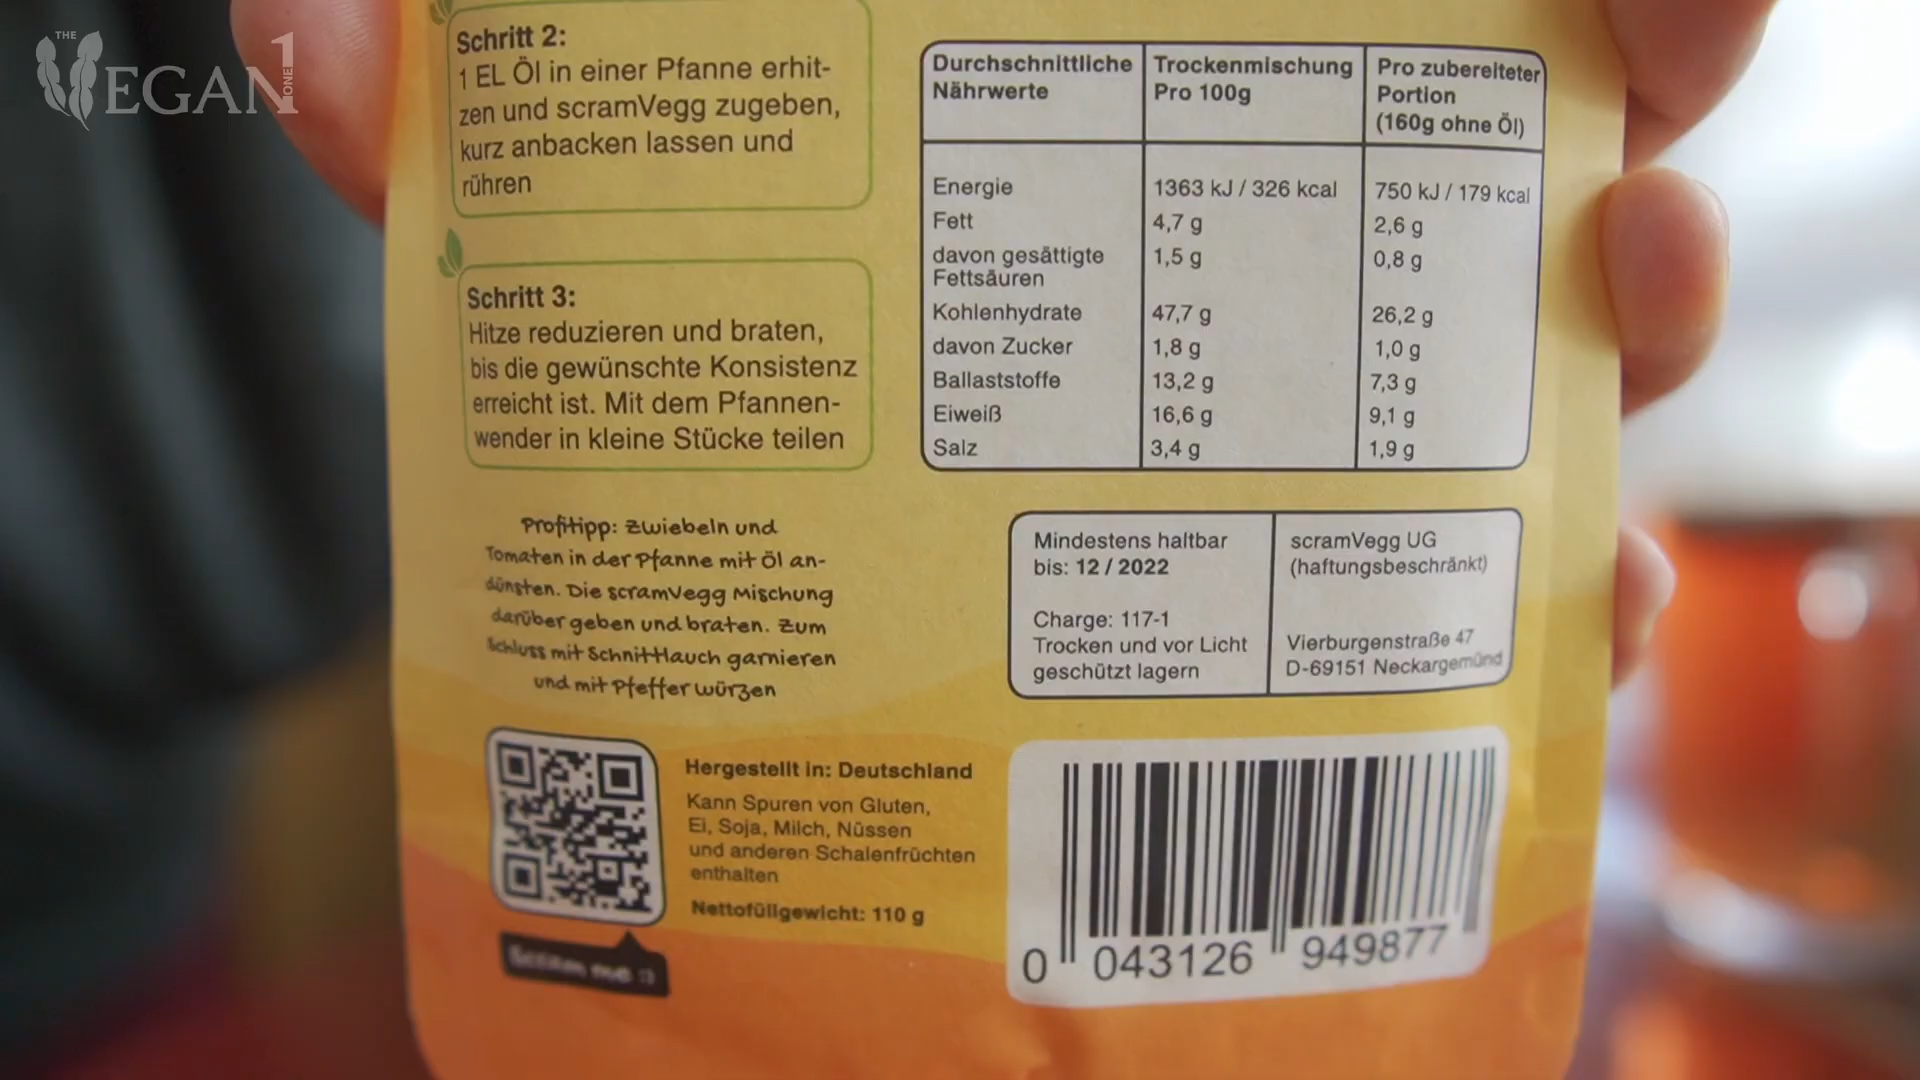 THE
VEGAN
ONE
1
Schritt 2:
1 EL Öl in einer Pfanne erhit-
zen und scramVegg zugeben,
kurz anbacken lassen und
rühren
Schritt 3:
Hitze reduzieren und braten,
bis die gewünschte Konsistenz
erreicht ist. Mit dem Pfannen-
wender in kleine Stücke teilen
Profitipp: Zwiebeln und
Tomaten in der Pfanne mit Öl an-
dünsten. Die scramVegg Mischung
darüber geben und braten. Zum
Schluss mit Schnittlauch garnieren
und mit Pfeffer würzen
Durchschnittliche Nährwerte | Trockenmischung Pro 100g | Pro zubereiteter Portion (160g ohne Öl)
Energie 1363 kJ / 326 kcal 750 kJ / 179 kcal
Fett 4,7 g 2,6 g
davon gesättigte Fettsäuren 1,5 g 0,8 g
Kohlenhydrate 47,7 g 26,2 g
davon Zucker 1,8 g 1,0 g
Ballaststoffe 13,2 g 7,3 g
Eiweiß 16,6 g 9,1 g
Salz 3,4 g 1,9 g
Mindestens haltbar
bis: 12 / 2022
Charge: 117-1
Trocken und vor Licht
geschützt lagern
scramVegg UG
(haftungsbeschränkt)
Vierburgenstraße 47
D-69151 Neckargemünd
Hergestellt in: Deutschland
Kann Spuren von Gluten,
Ei, Soja, Milch, Nüssen
und anderen Schalenfrüchten
enthalten
Nettofüllgewicht: 110 g
Scram me :)
0 043126 949877